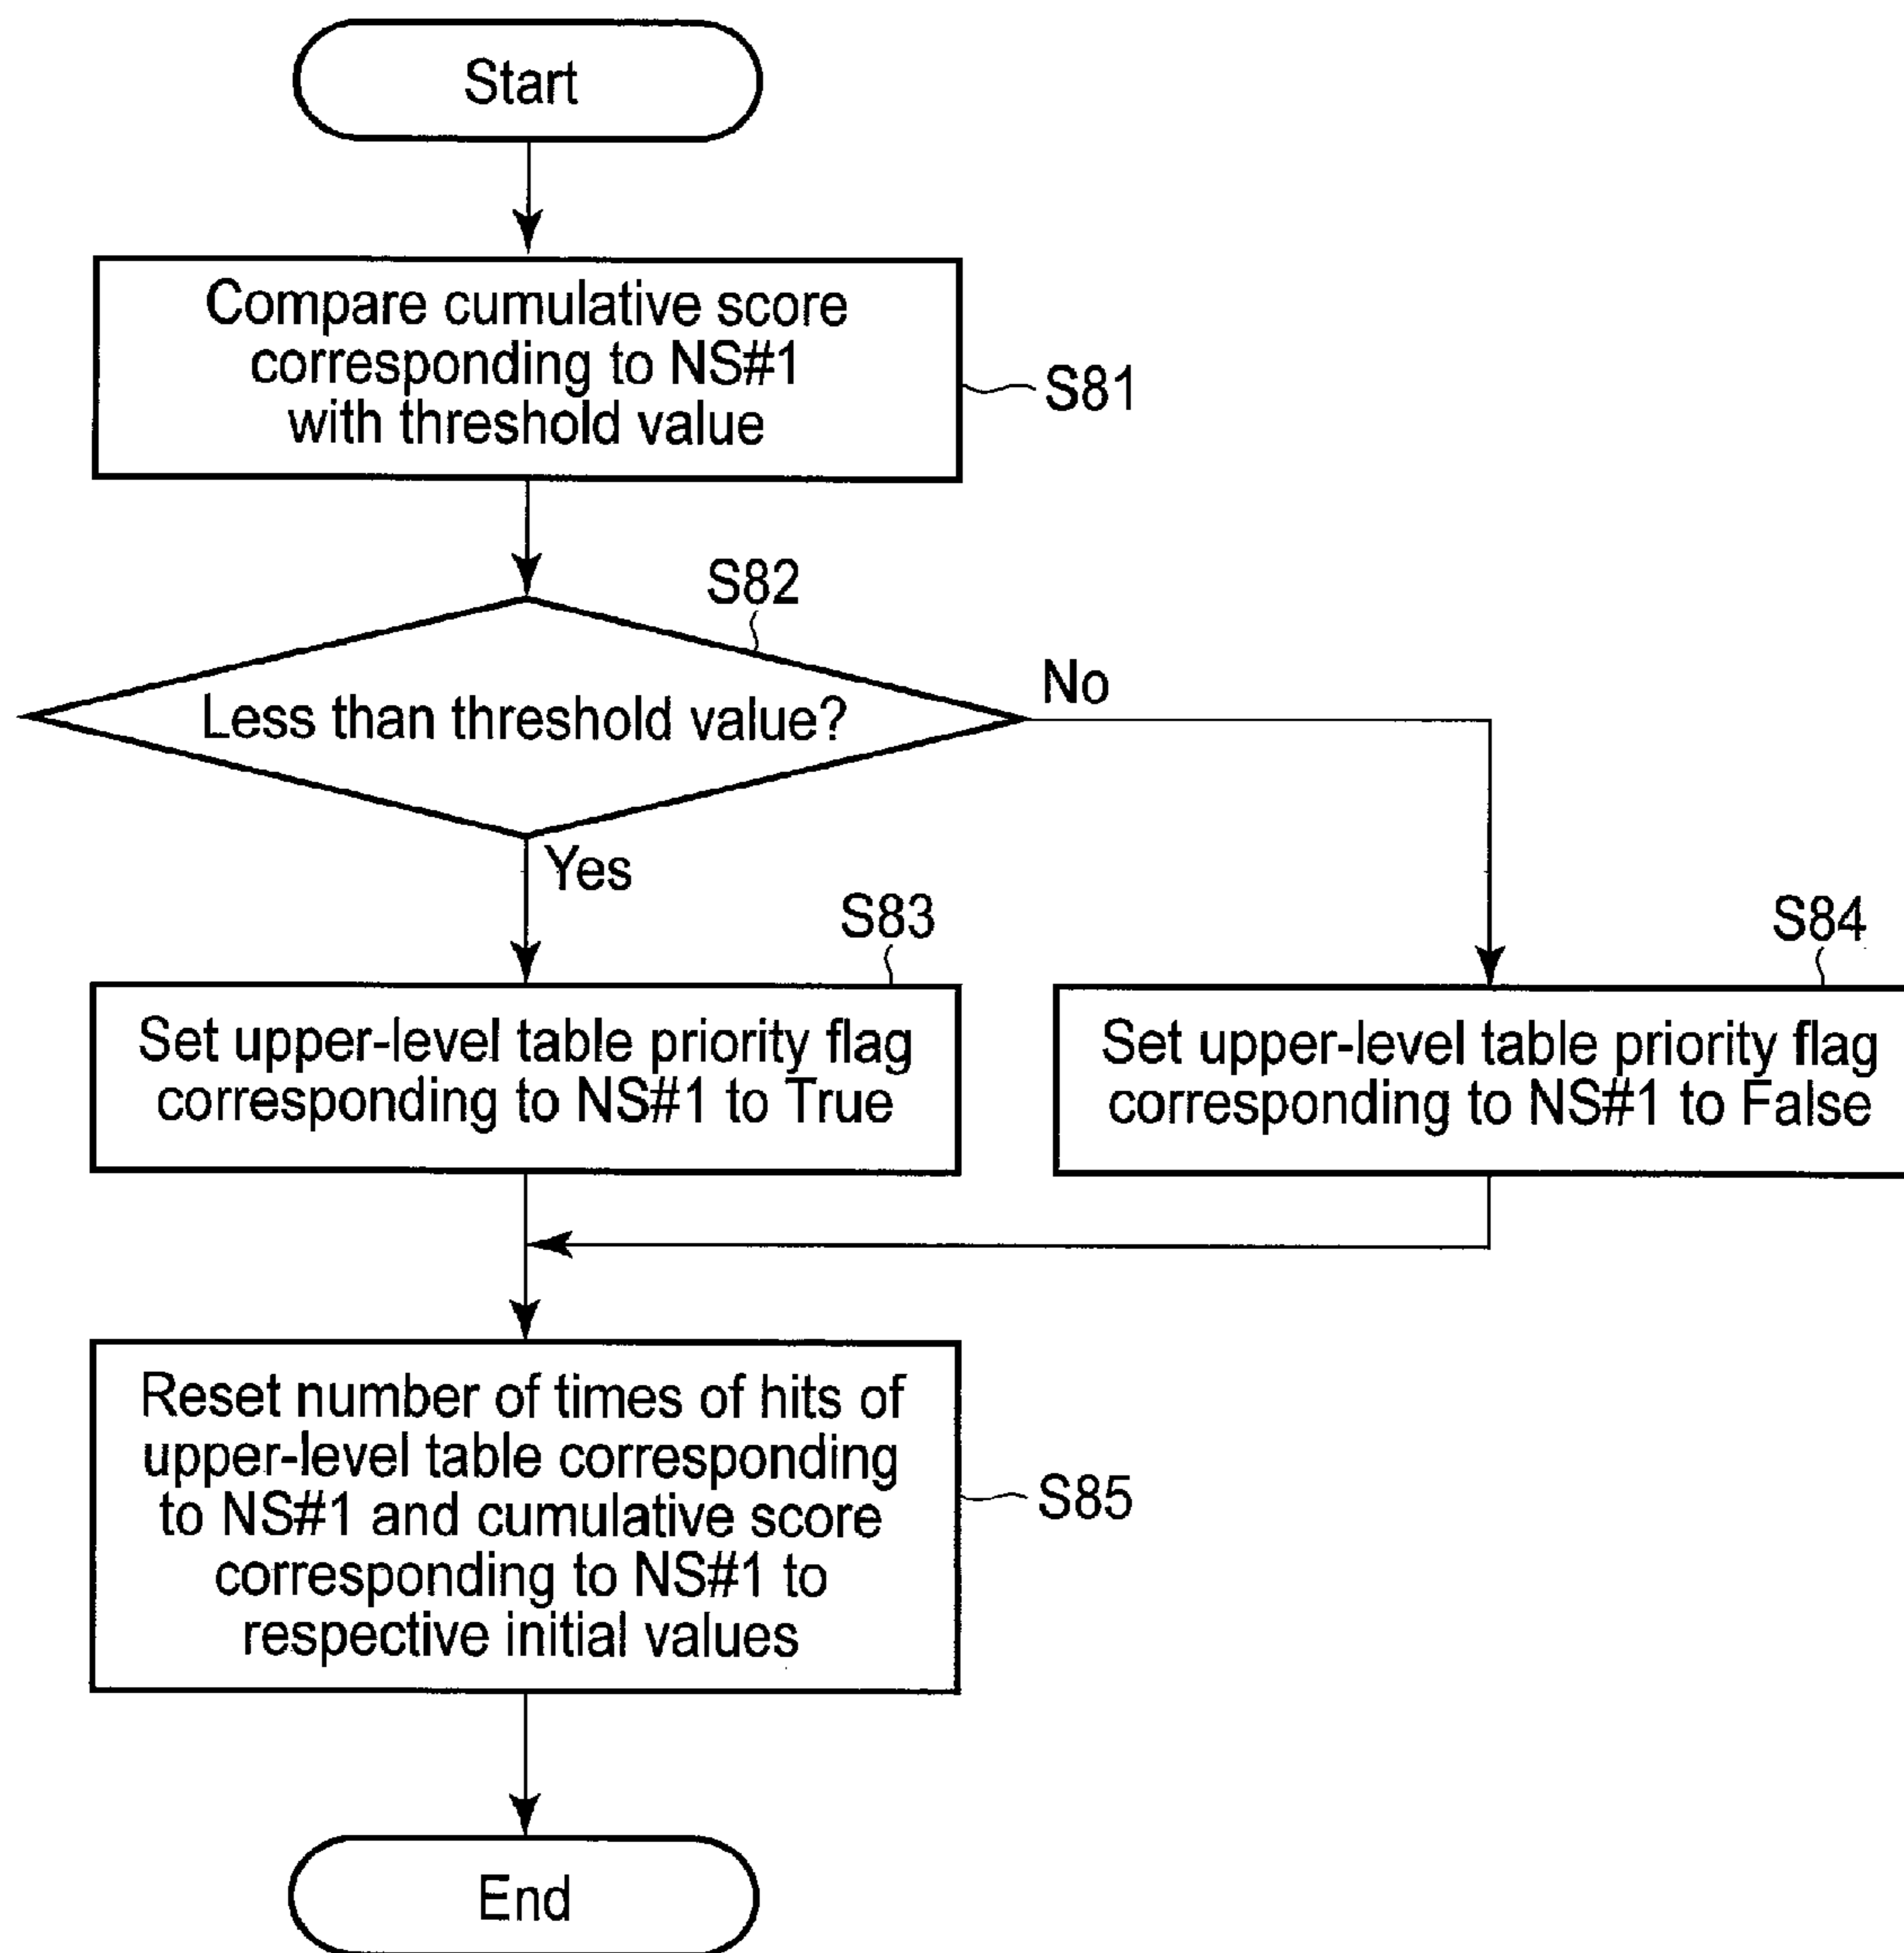 Start
Compare cumulative score
corresponding to NS#1
with threshold value
S81
S82
Less than threshold value?
No
Yes
S83
Set upper-level table priority flag
corresponding to NS#1 to True
S84
Set upper-level table priority flag
corresponding to NS#1 to False
Reset number of times of hits of
upper-level table corresponding
to NS#1 and cumulative score
corresponding to NS#1 to
respective initial values
S85
End